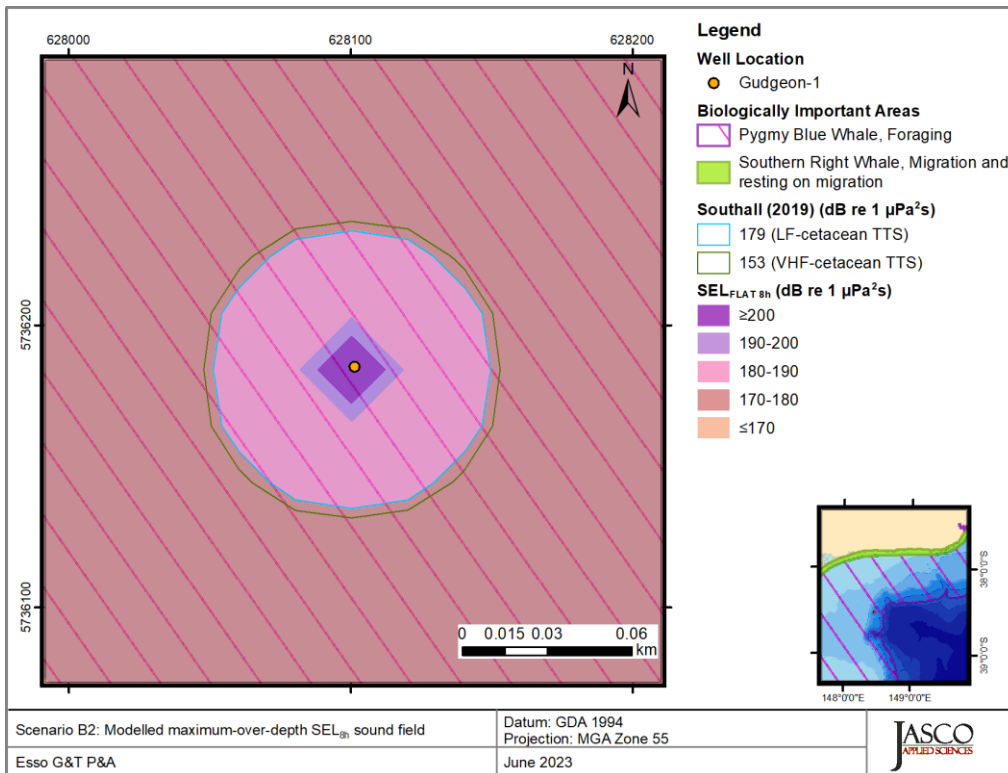 628000
628100
628200
5736200
5736100
N
0 0.015 0.03 0.06
km
Legend
Well Location
Gudgeon-1
Biologically Important Areas
Pygmy Blue Whale, Foraging
Southern Right Whale, Migration and
resting on migration
Southall (2019) (dB re 1 µPa²s)
179 (LF-cetacean TTS)
153 (VHF-cetacean TTS)
SELFLAT 8h (dB re 1 µPa²s)
≥200
190-200
180-190
170-180
≤170
38°0'0"S
39°0'0"S
148°0'0"E
149°0'0"E
Scenario B2: Modelled maximum-over-depth SEL8h sound field
Esso G&T P&A
Datum: GDA 1994
Projection: MGA Zone 55
June 2023
JASCO
APPLIED SCIENCES